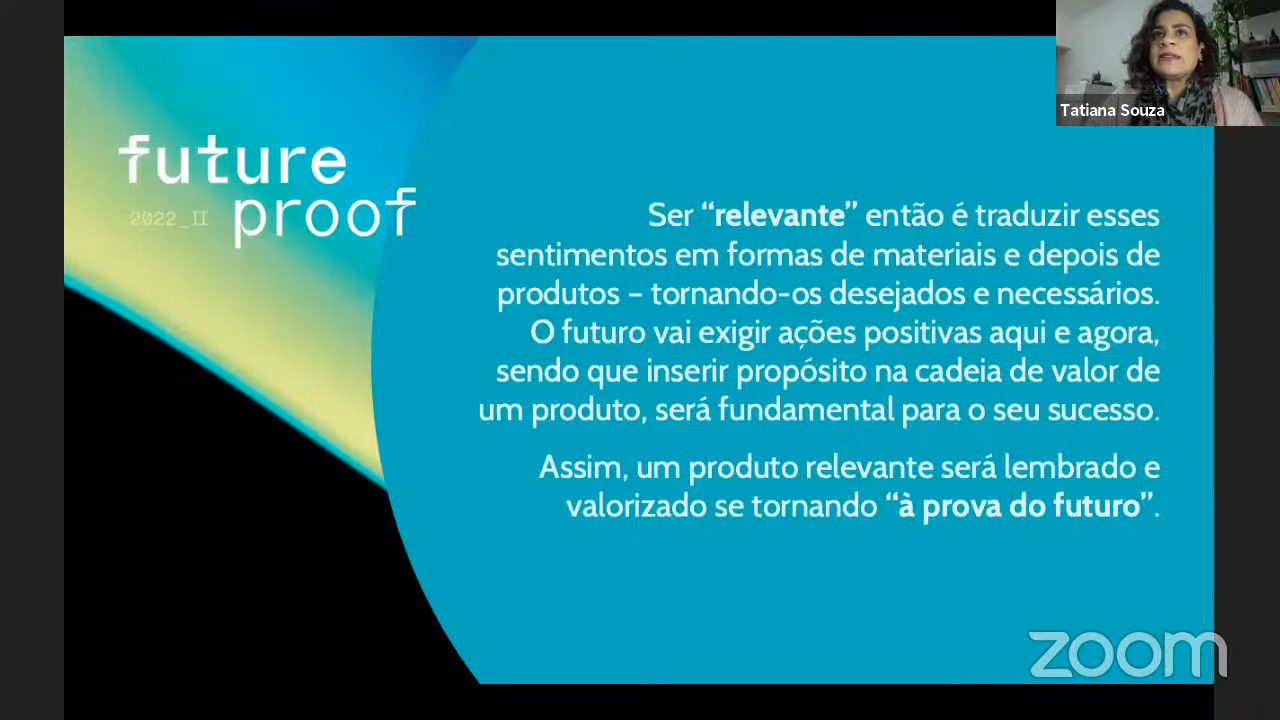 Tatiana Souza
future
2022_II proof
Ser “relevante” então é traduzir esses
sentimentos em formas de materiais e depois de
produtos – tornando-os desejados e necessários.
O futuro vai exigir ações positivas aqui e agora,
sendo que inserir propósito na cadeia de valor de
um produto, será fundamental para o seu sucesso.
Assim, um produto relevante será lembrado e
valorizado se tornando “à prova do futuro”.
zoom